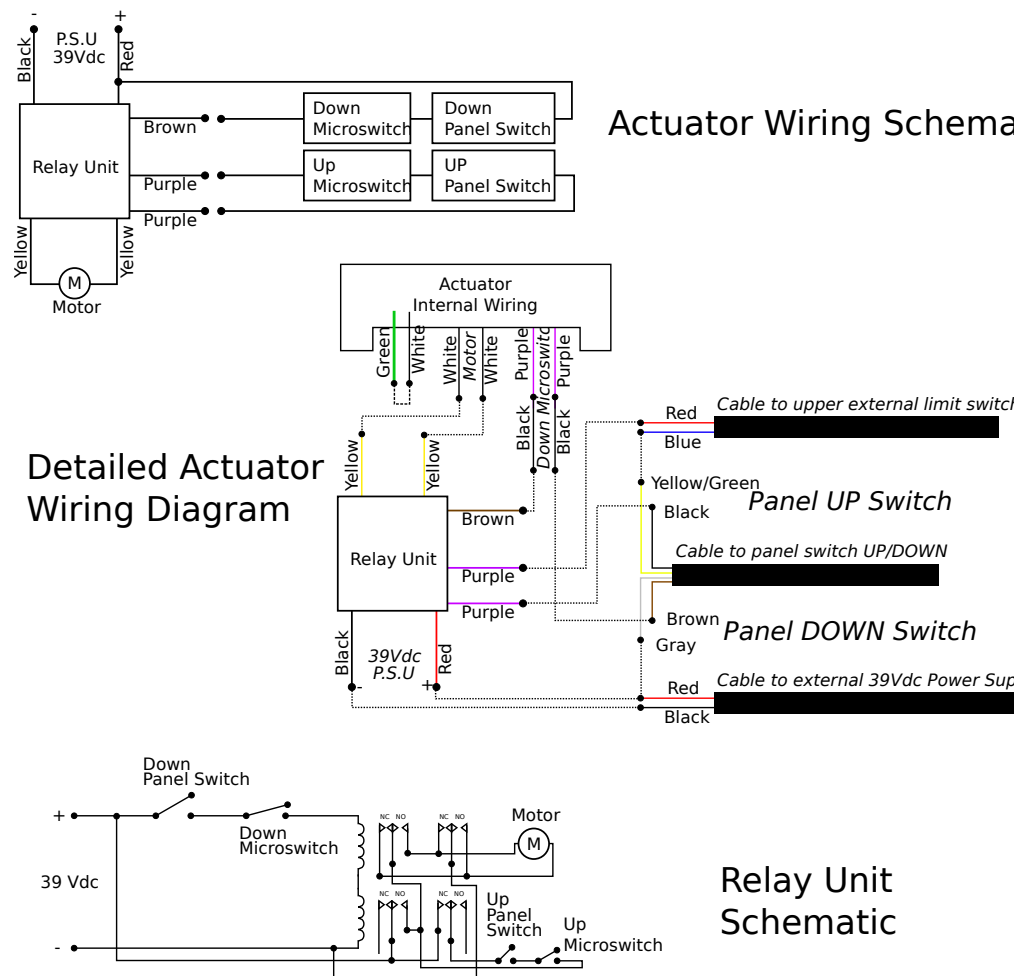 -
+
P.S.U
39Vdc
Black
Red
Brown
Down
Microswitch
Down
Panel Switch
Actuator Wiring Schema
Relay Unit
Purple
Up
Microswitch
UP
Panel Switch
Purple
Yellow
Yellow
M
Motor
Actuator
Internal Wiring
Green
White
White
Motor
White
Purple
Down Microswitc
Purple
Black
Black
Cable to upper external limit switch
Red
Blue
Detailed Actuator
Wiring Diagram
Yellow
Yellow
Yellow/Green
Panel UP Switch
Black
Brown
Relay Unit
Cable to panel switch UP/DOWN
Purple
Purple
Brown
Panel DOWN Switch
Gray
Black
39Vdc
P.S.U
Red
-
+
Cable to external 39Vdc Power Sup
Red
Black
Down
Panel Switch
+
Down
Microswitch
NC NO
NC NO
Motor
M
39 Vdc
Relay Unit
Schematic
NC NO
NC NO
Up
Panel
Switch
Up
Microswitch
-